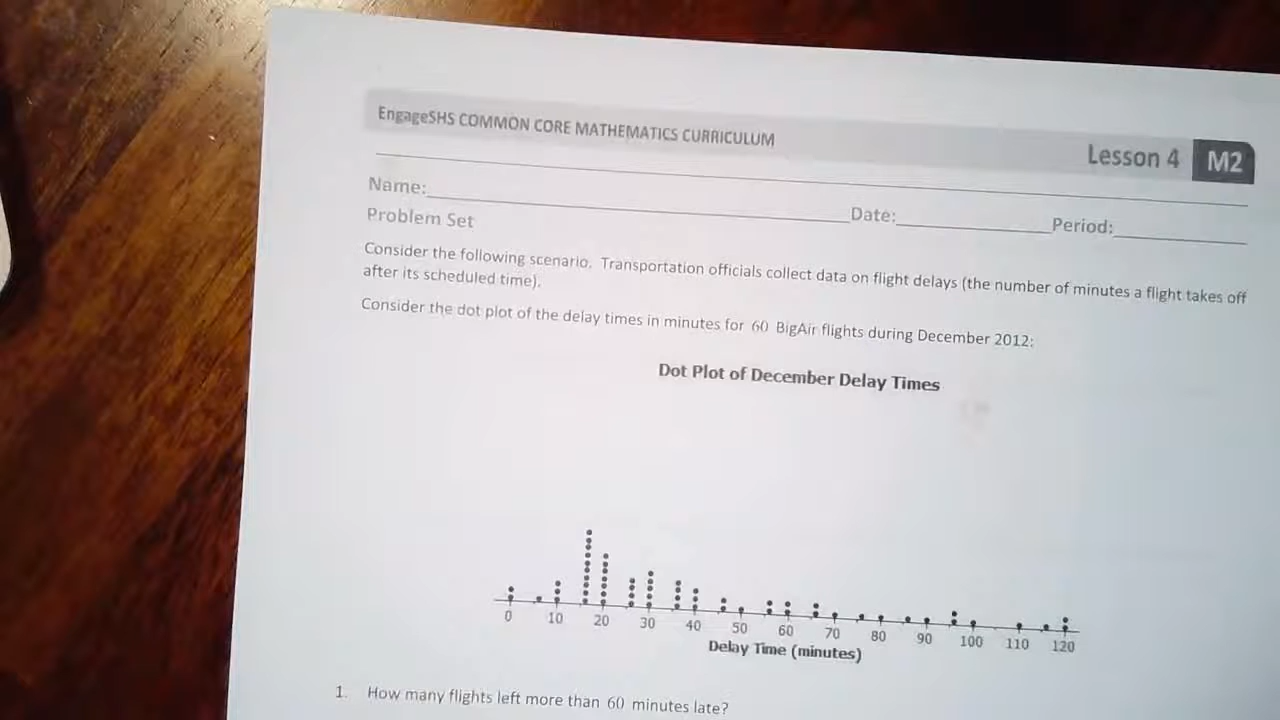 EngageSHS COMMON CORE MATHEMATICS CURRICULUM
Lesson 4
M2
Name:
Date:
Period:
Problem Set
Consider the following scenario. Transportation officials collect data on flight delays (the number of minutes a flight takes off
after its scheduled time).
Consider the dot plot of the delay times in minutes for 60 BigAir flights during December 2012:
Dot Plot of December Delay Times
0 10 20 30 40 50 60 70 80 90 100 110 120
Delay Time (minutes)
1. How many flights left more than 60 minutes late?